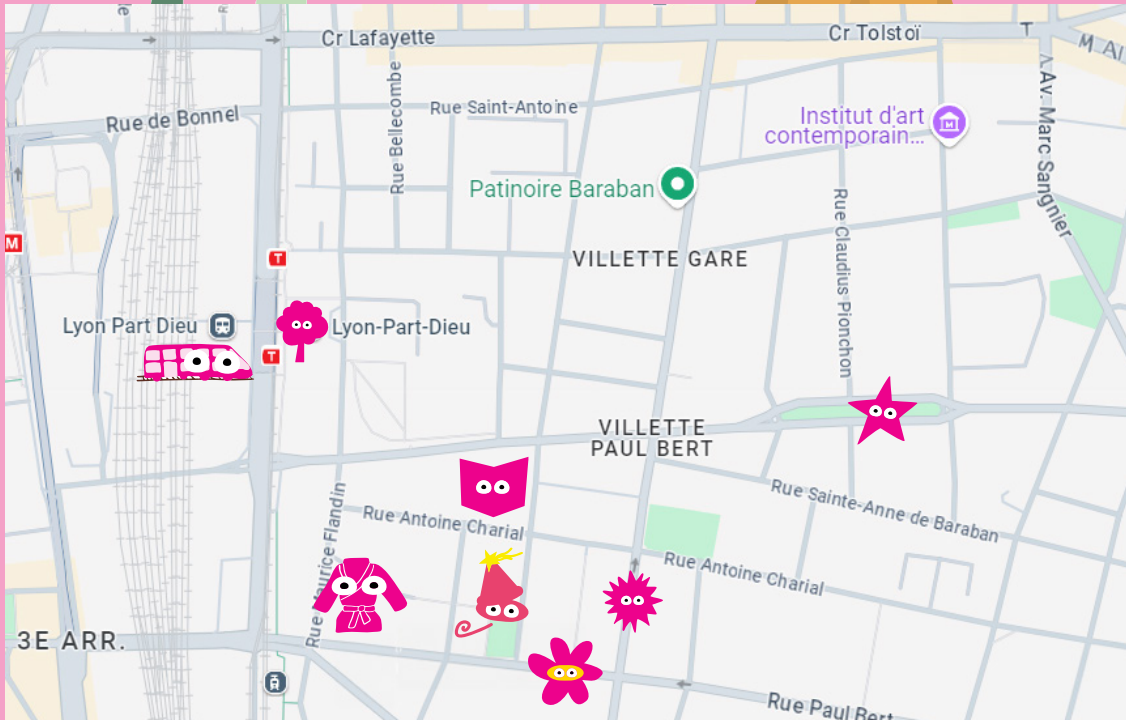 Cr Lafayette
Cr Tolstoï
T
M Al
Rue de Bonnel
Rue Bellecombe
Rue Saint-Antoine
Institut d'art
contemporain...
Av. Marc Sangnier
Patinoire Baraban
Rue Claudius Pionchon
M
T
VILLETTE GARE
Lyon Part Dieu
Lyon-Part-Dieu
T
VILLETTE
PAUL BERT
Rue Sainte-Anne de Baraban
Rue Antoine Charial
Rue Maurice Flandin
Rue Antoine Charial
3E ARR.
Rue Paul Bert